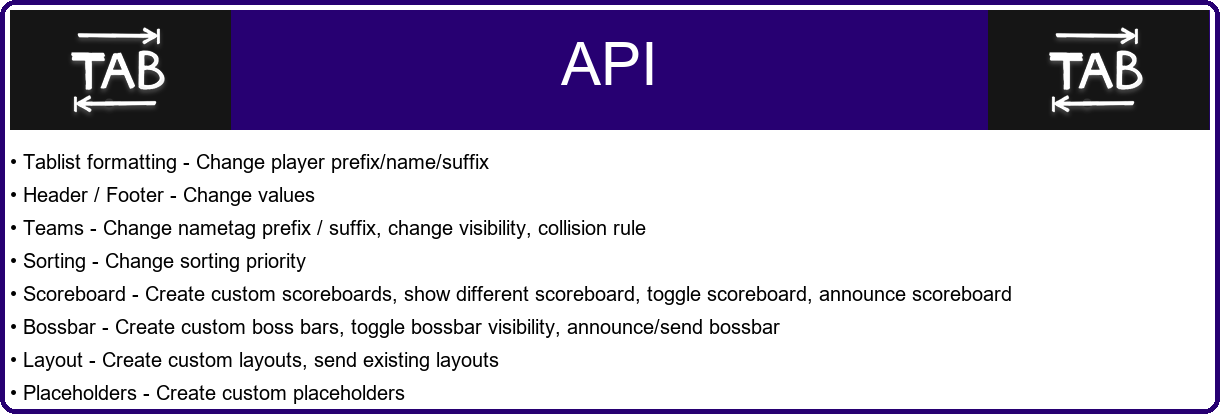 TAB
API
TAB
• Tablist formatting - Change player prefix/name/suffix
• Header / Footer - Change values
• Teams - Change nametag prefix / suffix, change visibility, collision rule
• Sorting - Change sorting priority
• Scoreboard - Create custom scoreboards, show different scoreboard, toggle scoreboard, announce scoreboard
• Bossbar - Create custom boss bars, toggle bossbar visibility, announce/send bossbar
• Layout - Create custom layouts, send existing layouts
• Placeholders - Create custom placeholders